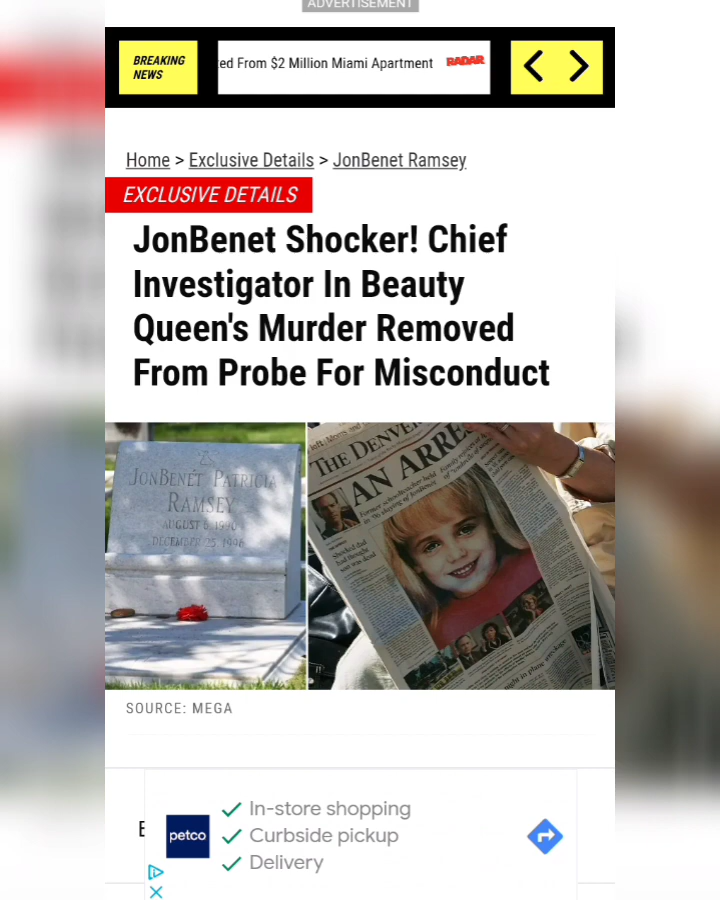 ADVERTISEMENT
BREAKING
NEWS
ed From $2 Million Miami Apartment RADAR
Home > Exclusive Details > JonBenet Ramsey
EXCLUSIVE DETAILS
JonBenet Shocker! Chief
Investigator In Beauty
Queen's Murder Removed
From Probe For Misconduct
JONBENÉT PATRICIA
RAMSEY
AUGUST 6, 1990
DECEMBER 25, 1996
THE DENVER
AN ARRE
SOURCE: MEGA
petco
In-store shopping
Curbside pickup
Delivery